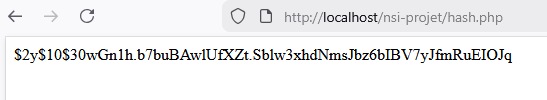 http://localhost/nsi-projet/hash.php
$2y$10$30wGn1h.b7buBAwlUfXZt.Sblw3xhdNmsJbz6bIBV7yJfmRuEIOJq